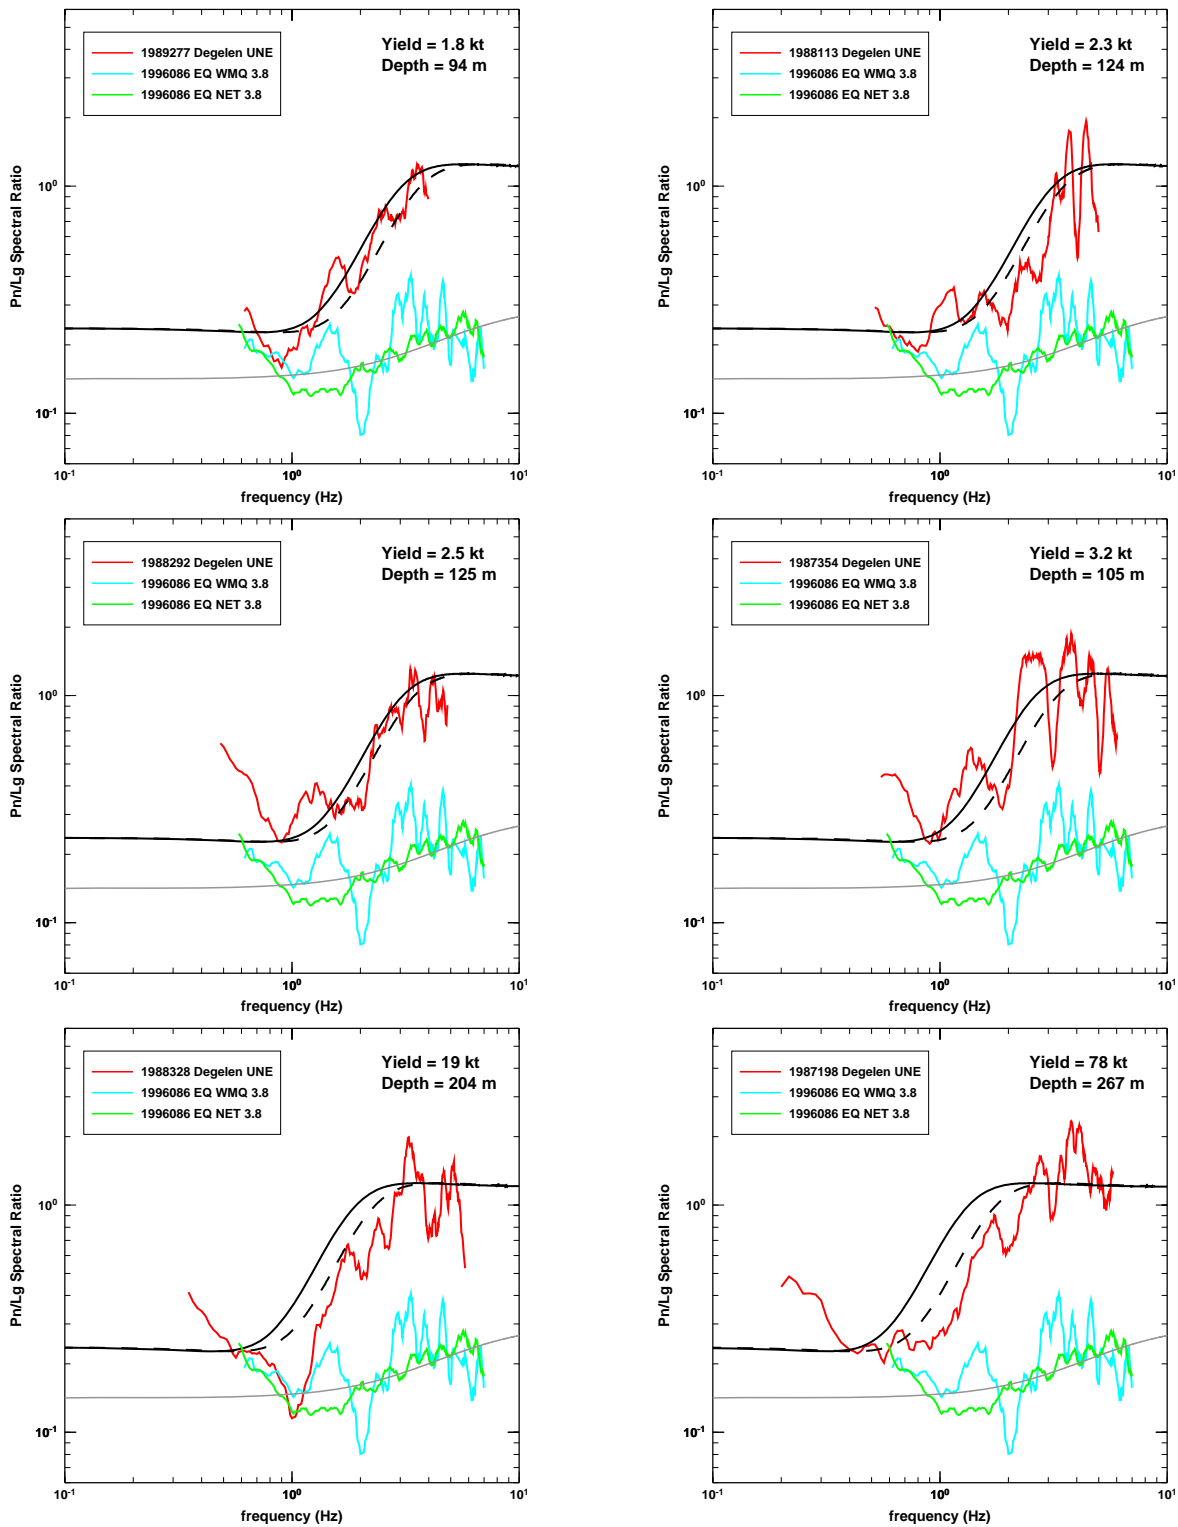 1989277 Degelen UNE
1996086 EQ WMQ 3.8
1996086 EQ NET 3.8
Yield = 1.8 kt
Depth = 94 m
Pn/Lg Spectral Ratio
10⁰
10⁻¹
10⁻¹ 10⁰ 10¹
frequency (Hz)
1988113 Degelen UNE
1996086 EQ WMQ 3.8
1996086 EQ NET 3.8
Yield = 2.3 kt
Depth = 124 m
Pn/Lg Spectral Ratio
10⁰
10⁻¹
10⁻¹ 10⁰ 10¹
frequency (Hz)
1988292 Degelen UNE
1996086 EQ WMQ 3.8
1996086 EQ NET 3.8
Yield = 2.5 kt
Depth = 125 m
Pn/Lg Spectral Ratio
10⁰
10⁻¹
10⁻¹ 10⁰ 10¹
frequency (Hz)
1987354 Degelen UNE
1996086 EQ WMQ 3.8
1996086 EQ NET 3.8
Yield = 3.2 kt
Depth = 105 m
Pn/Lg Spectral Ratio
10⁰
10⁻¹
10⁻¹ 10⁰ 10¹
frequency (Hz)
1988328 Degelen UNE
1996086 EQ WMQ 3.8
1996086 EQ NET 3.8
Yield = 19 kt
Depth = 204 m
Pn/Lg Spectral Ratio
10⁰
10⁻¹
10⁻¹ 10⁰ 10¹
frequency (Hz)
1987198 Degelen UNE
1996086 EQ WMQ 3.8
1996086 EQ NET 3.8
Yield = 78 kt
Depth = 267 m
Pn/Lg Spectral Ratio
10⁰
10⁻¹
10⁻¹ 10⁰ 10¹
frequency (Hz)